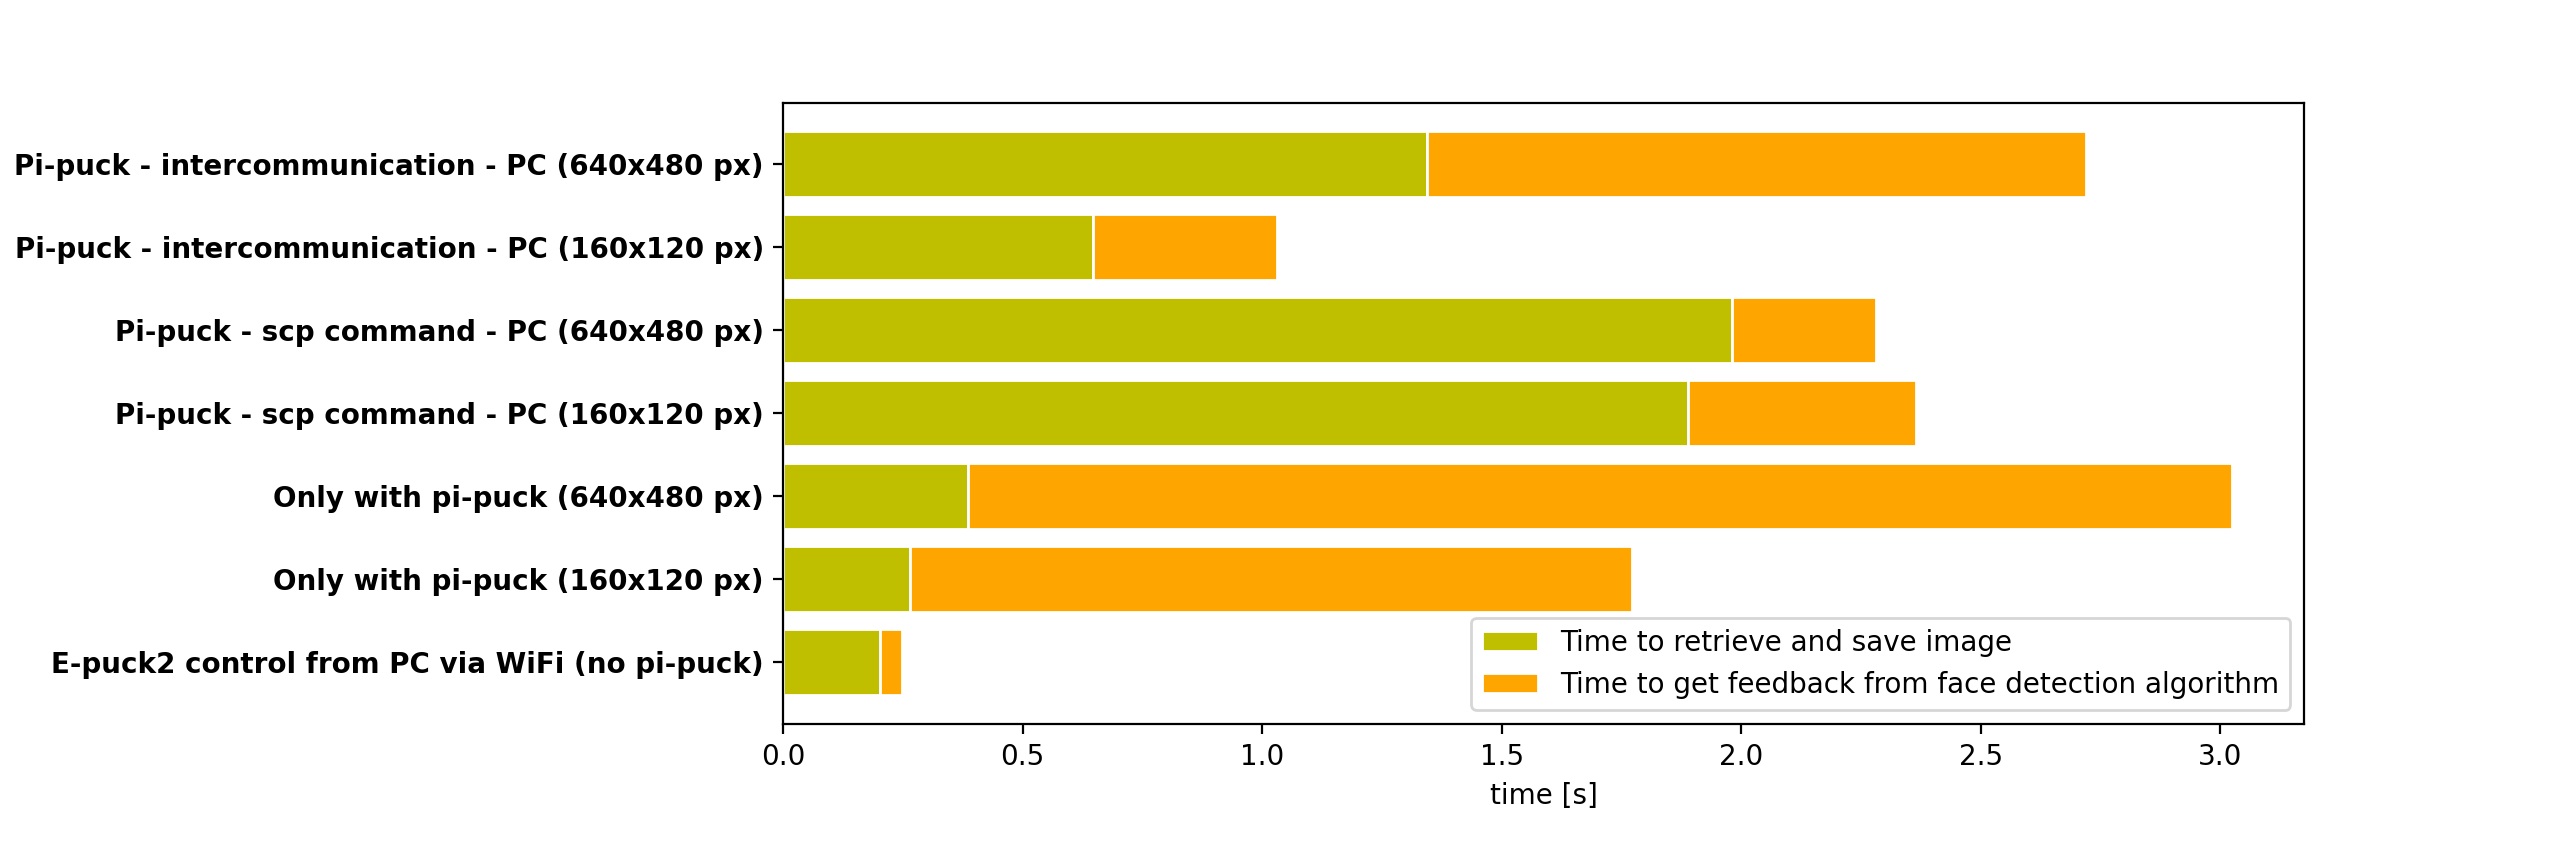 Pi-puck - intercommunication - PC (640x480 px)
Pi-puck - intercommunication - PC (160x120 px)
Pi-puck - scp command - PC (640x480 px)
Pi-puck - scp command - PC (160x120 px)
Only with pi-puck (640x480 px)
Only with pi-puck (160x120 px)
E-puck2 control from PC via WiFi (no pi-puck)
Time to retrieve and save image
Time to get feedback from face detection algorithm
0.0 0.5 1.0 1.5 2.0 2.5 3.0
time [s]